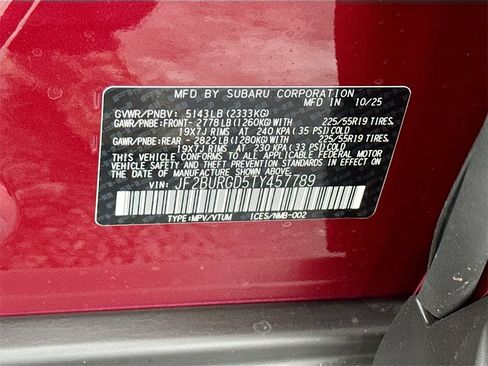 MFD BY SUBARU CORPORATION
MADE IN 10/25
GVWR/PNBV: 5143LB(2333KG)
GAWR/PNBE:FRONT-2778LB(1260KG)WITH 225/55R19 TIRES,
19X7J RIMS AT 240 KPA(35 PSI)COLD
GAWR/PNBE:REAR -2822LB(1280KG)WITH 225/55R19 TIRES,
19X7J RIMS AT 230 KPA(33 PSI)COLD
THIS VEHICLE CONFORMS TO ALL APPLICABLE FEDERAL MOTOR
VEHICLE SAFETY,BUMPER,AND THEFT PREVENTION STANDARDS IN EFFECT ON THE
DATE OF MANUFACTURE SHOWN ABOVE.
VIN: JF2BURGD5TY457789
TYPE:MPV/VTUM ICES/NMB-002